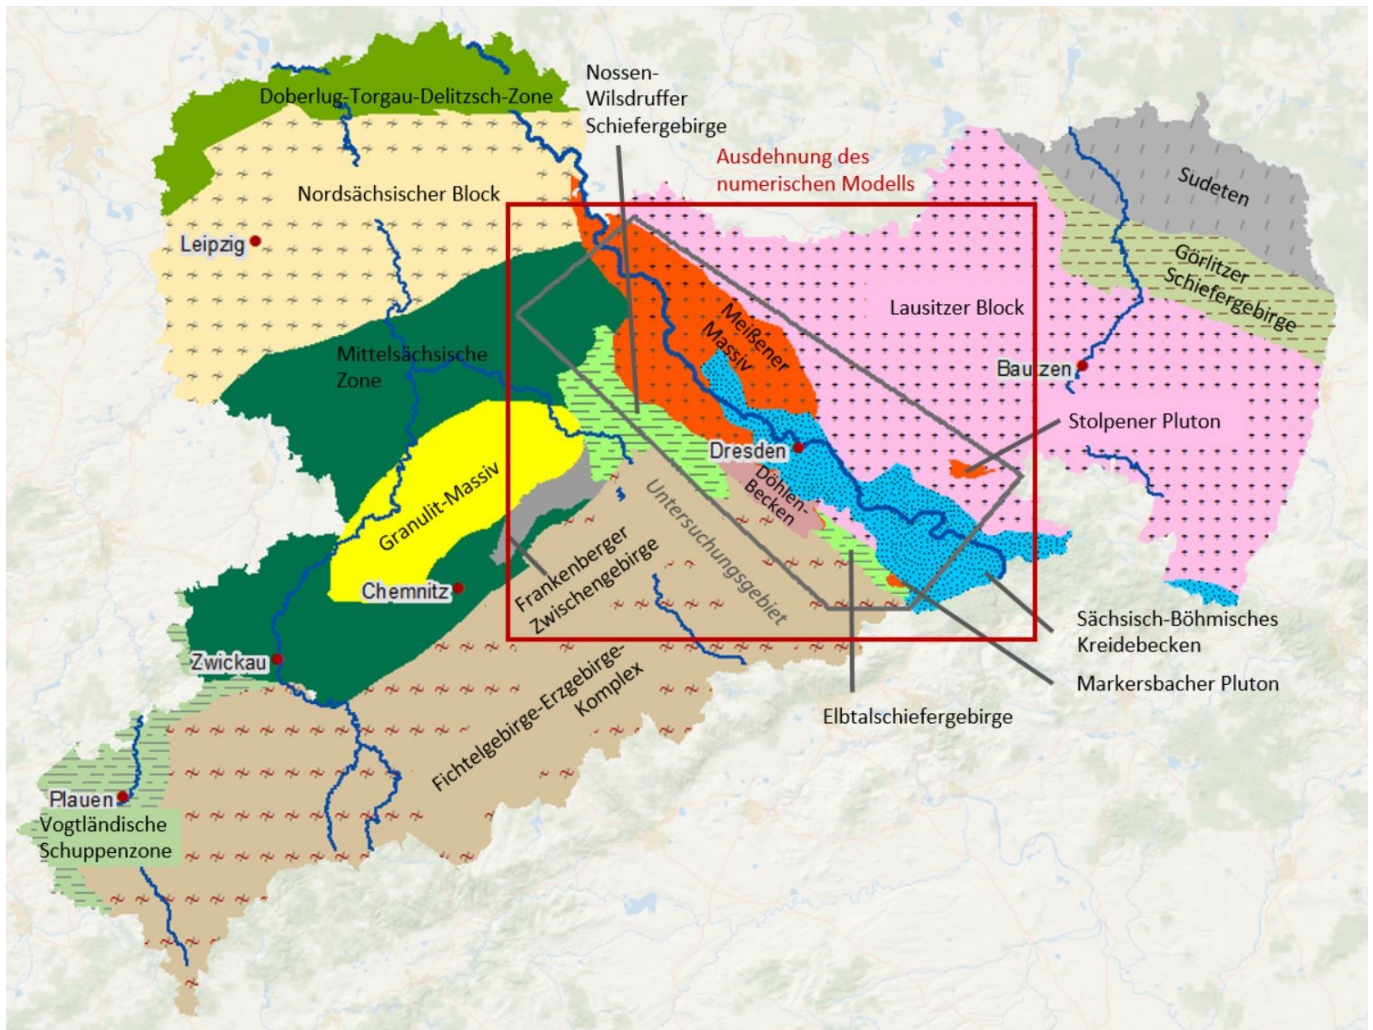 Nossen-
Wilsdruffer
Schiefergebirge
Doberlug-Torgau-Delitzsch-Zone
Ausdehnung des
numerischen Modells
Sudeten
Nordsächsischer Block
Leipzig
Görlitzer
Schiefergebirge
Lausitzer Block
Meißener
Massiv
Mittelsächsische
Zone
Bautzen
Stolpener Pluton
Dresden
Döhlen-
Becken
Granulit-Massiv
Untersuchungsgebiet
Frankenberger
Zwischengebirge
Chemnitz
Sächsisch-Böhmisches
Kreidebecken
Zwickau
Markersbacher Pluton
Elbtalschiefergebirge
Fichtelgebirge-Erzgebirge-
Komplex
Plauen
Vogtländische
Schuppenzone